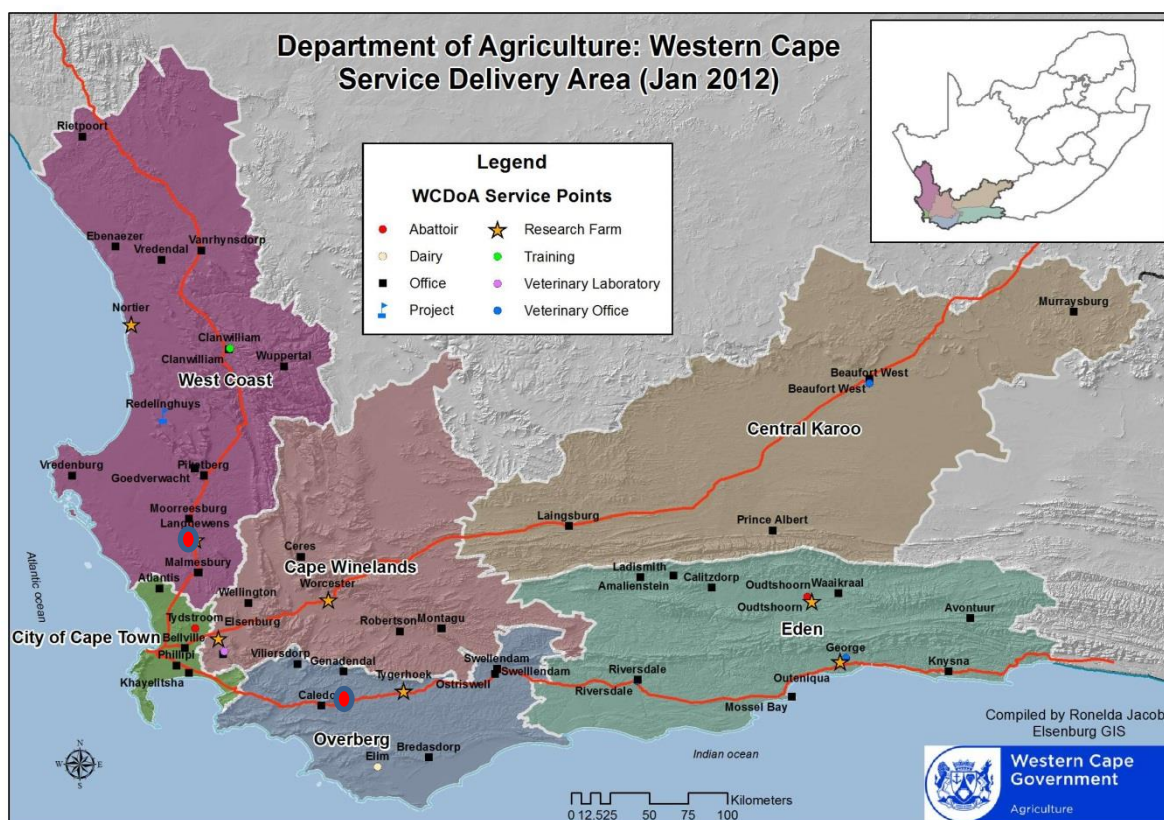 Department of Agriculture: Western Cape
Service Delivery Area (Jan 2012)
Legend
WCDoA Service Points
Abattoir
Research Farm
Dairy
Training
Office
Veterinary Laboratory
Project
Veterinary Office
Rietpoort
Ebenaezer
Vredendal
Vanrhynsdorp
Nortier
Clanwilliam
Clanwilliam
Wuppertal
West Coast
Redelinghuys
Vredenburg
Piketberg
Goedverwacht
Moorreesburg
Langgewens
Malmesbury
Atlantis
Murraysburg
Beaufort West
Beaufort West
Central Karoo
Laingsburg
Prince Albert
Ceres
Cape Winelands
Worcester
Wellington
Tydstroom
Elsenburg
City of Cape Town
Bellville
Phillipi
Khayelitsha
Robertson
Montagu
Villiersdorp
Genadendal
Tygerhoek
Swellendam
Swellendam
Ostriswell
Overberg
Elim
Bredasdorp
Ladismith
Amalienstein
Calitzdorp
Oudtshoorn
Waaikraal
Oudtshoorn
Avontuur
Eden
George
Riversdale
Riversdale
Outeniqua
Knysna
Mossel Bay
Atlantic ocean
Indian ocean
N
W E
S
0 12.525 50 75 100
Kilometers
Compiled by Ronelda Jacob
Elsenburg GIS
Western Cape
Government
Agriculture